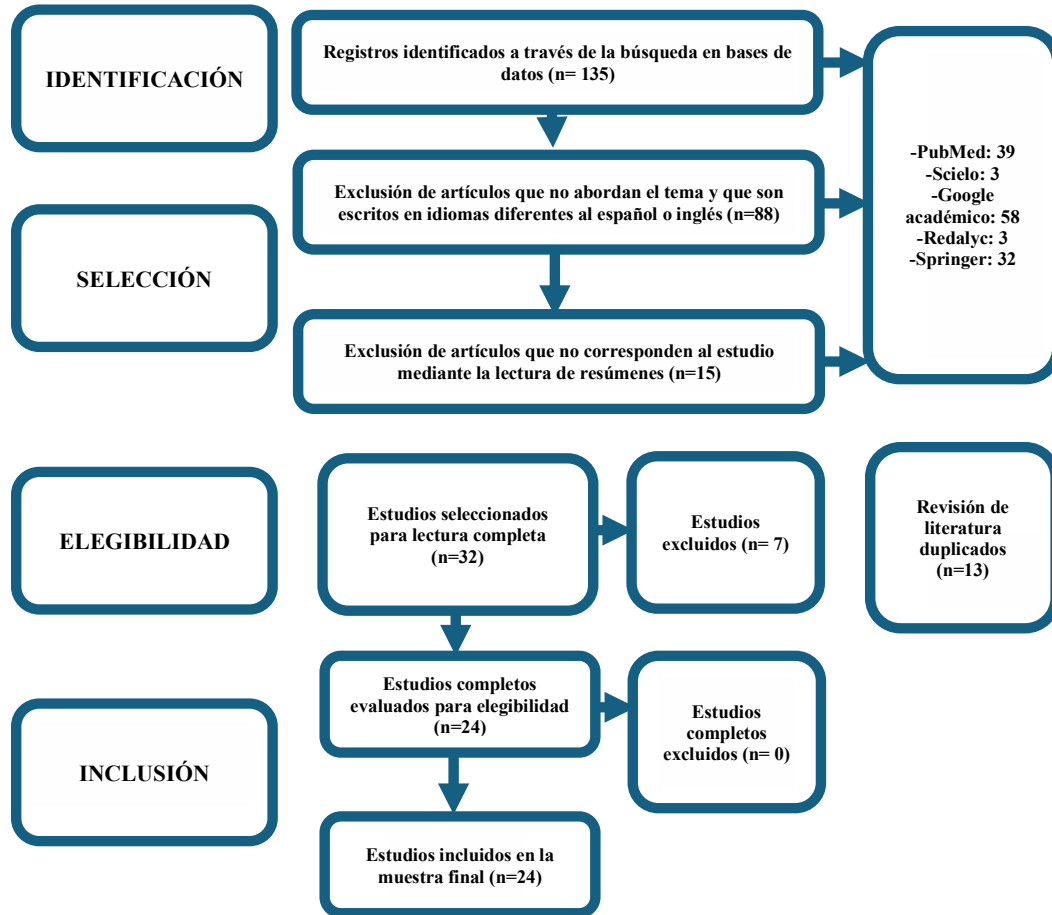 IDENTIFICACIÓN
Registros identificados a través de la búsqueda en bases de
datos (n= 135)
-PubMed: 39
-Scielo: 3
-Google
académico: 58
-Redalyc: 3
-Springer: 32
Exclusión de artículos que no abordan el tema y que son
escritos en idiomas diferentes al español o inglés (n=88)
SELECCIÓN
Exclusión de artículos que no corresponden al estudio
mediante la lectura de resúmenes (n=15)
ELEGIBILIDAD
Estudios seleccionados
para lectura completa
(n=32)
Estudios
excluidos (n= 7)
Revisión de
literatura
duplicados
(n=13)
Estudios completos
evaluados para elegibilidad
(n=24)
Estudios
completos
excluidos (n= 0)
INCLUSIÓN
Estudios incluidos en la
muestra final (n=24)